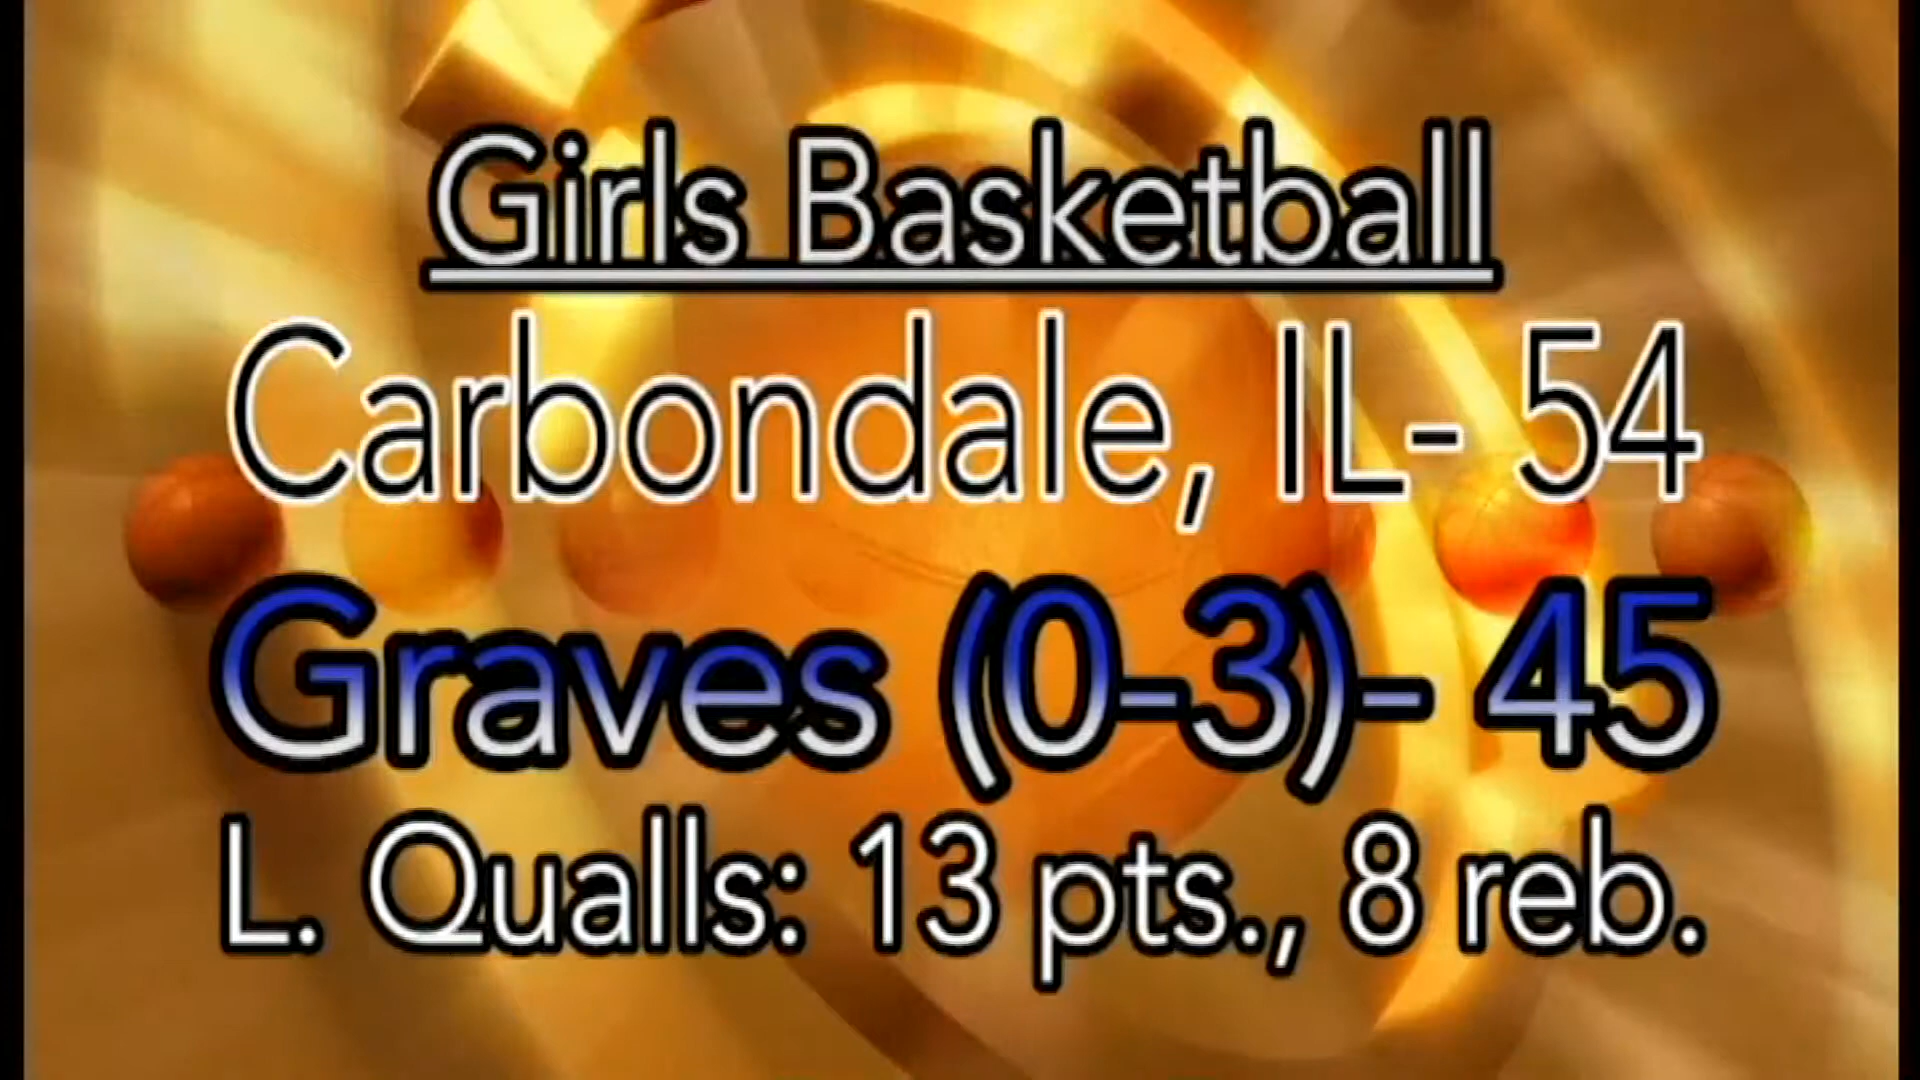 Girls Basketball
Carbondale, IL- 54
Graves (0-3)- 45
L. Qualls: 13 pts., 8 reb.